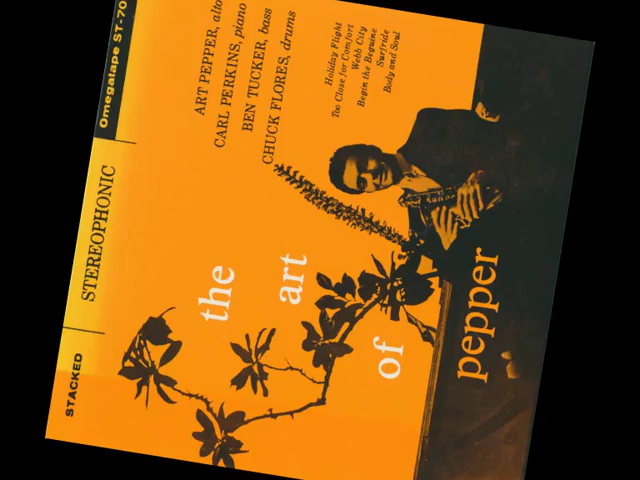 STACKED
STEREOPHONIC
Omegatape ST-70
ART PEPPER, alto
CARL PERKINS, piano
BEN TUCKER, bass
CHUCK FLORES, drums
Holiday Flight
Too Close for Comfort
Webb City
Begin the Beguine
Surfride
Body and Soul
the
art
of
pepper